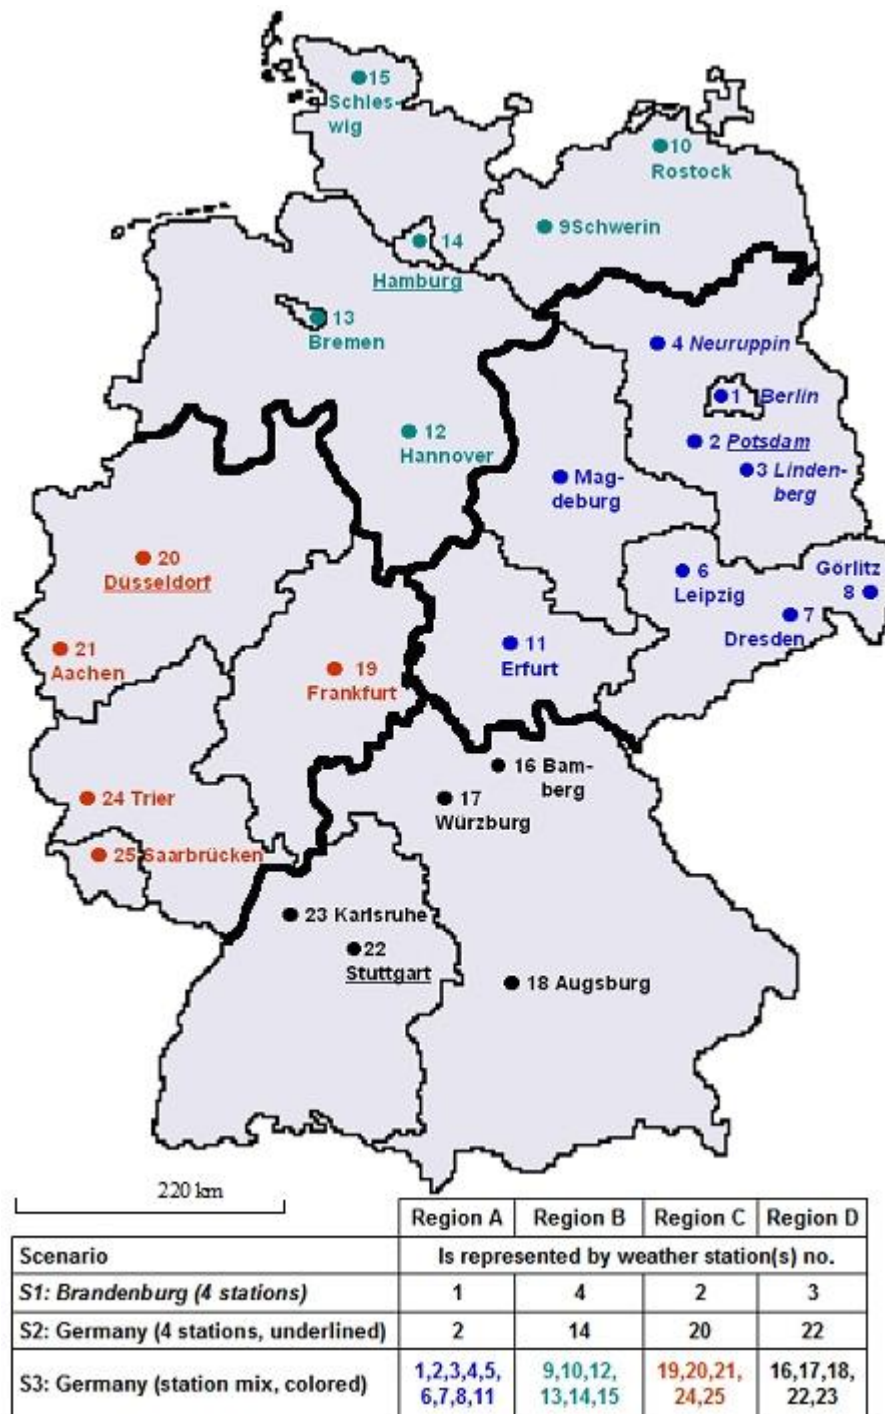 15
Schles-
wig
10
Rostock
9Schwerin
14
Hamburg
13
Bremen
4 Neuruppin
1 Berlin
12
Hannover
2 Potsdam
3 Linden-
berg
Mag-
deburg
20
Düsseldorf
6
Leipzig
Görlitz
8
7
Dresden
21
Aachen
19
Frankfurt
11
Erfurt
16 Bam-
berg
24 Trier
17
Würzburg
25 Saarbrücken
23 Karlsruhe
22
Stuttgart
18 Augsburg
220 km
Region A Region B Region C Region D
Scenario Is represented by weather station(s) no.
S1: Brandenburg (4 stations) 1 4 2 3
S2: Germany (4 stations, underlined) 2 14 20 22
S3: Germany (station mix, colored) 1,2,3,4,5, 9,10,12, 19,20,21, 16,17,18,
6,7,8,11 13,14,15 24,25 22,23